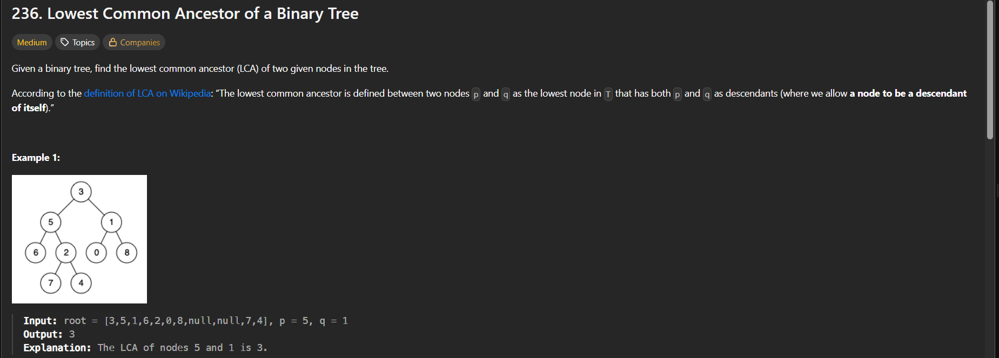 236. Lowest Common Ancestor of a Binary Tree
Medium Topics Companies
Given a binary tree, find the lowest common ancestor (LCA) of two given nodes in the tree.
According to the definition of LCA on Wikipedia: “The lowest common ancestor is defined between two nodes p and q as the lowest node in T that has both p and q as descendants (where we allow a node to be a descendant
of itself).”
Example 1:
3
5 1
6 2 0 8
7 4
Input: root = [3,5,1,6,2,0,8,null,null,7,4], p = 5, q = 1
Output: 3
Explanation: The LCA of nodes 5 and 1 is 3.